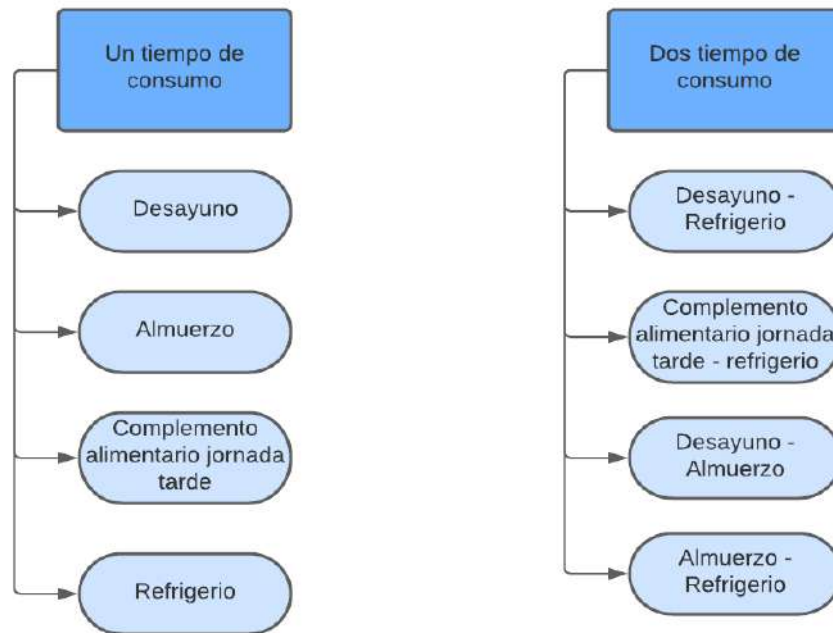 Un tiempo de
consumo
Desayuno
Almuerzo
Complemento
alimentario jornada
tarde
Refrigerio
Dos tiempo de
consumo
Desayuno -
Refrigerio
Complemento
alimentario jornada
tarde - refrigerio
Desayuno -
Almuerzo
Almuerzo -
Refrigerio